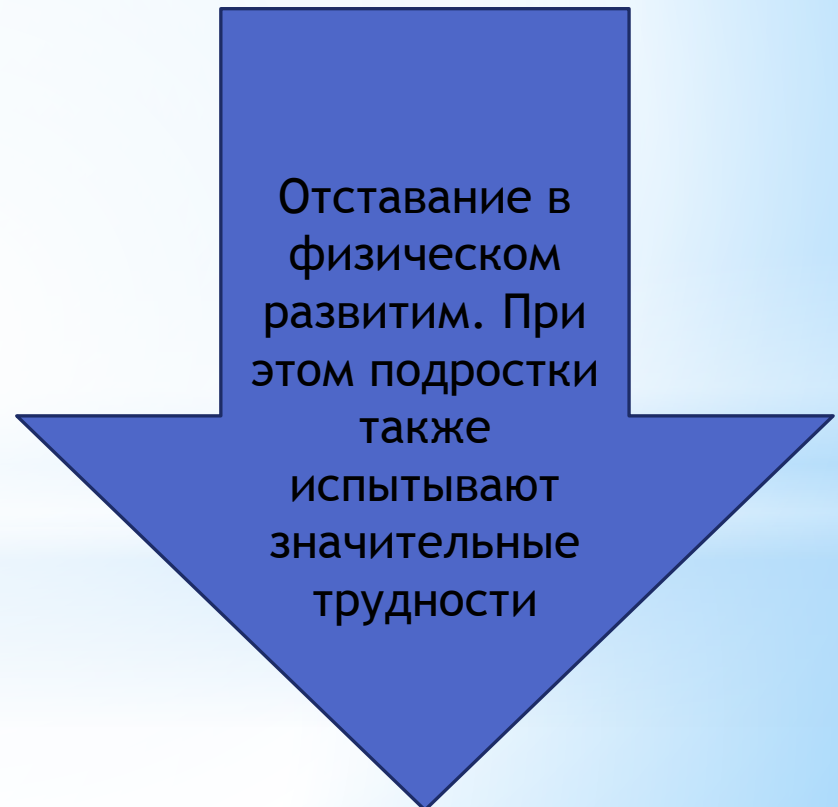 Отставание в
физическом
развитим. При
этом подростки
также
испытывают
значительные
трудности